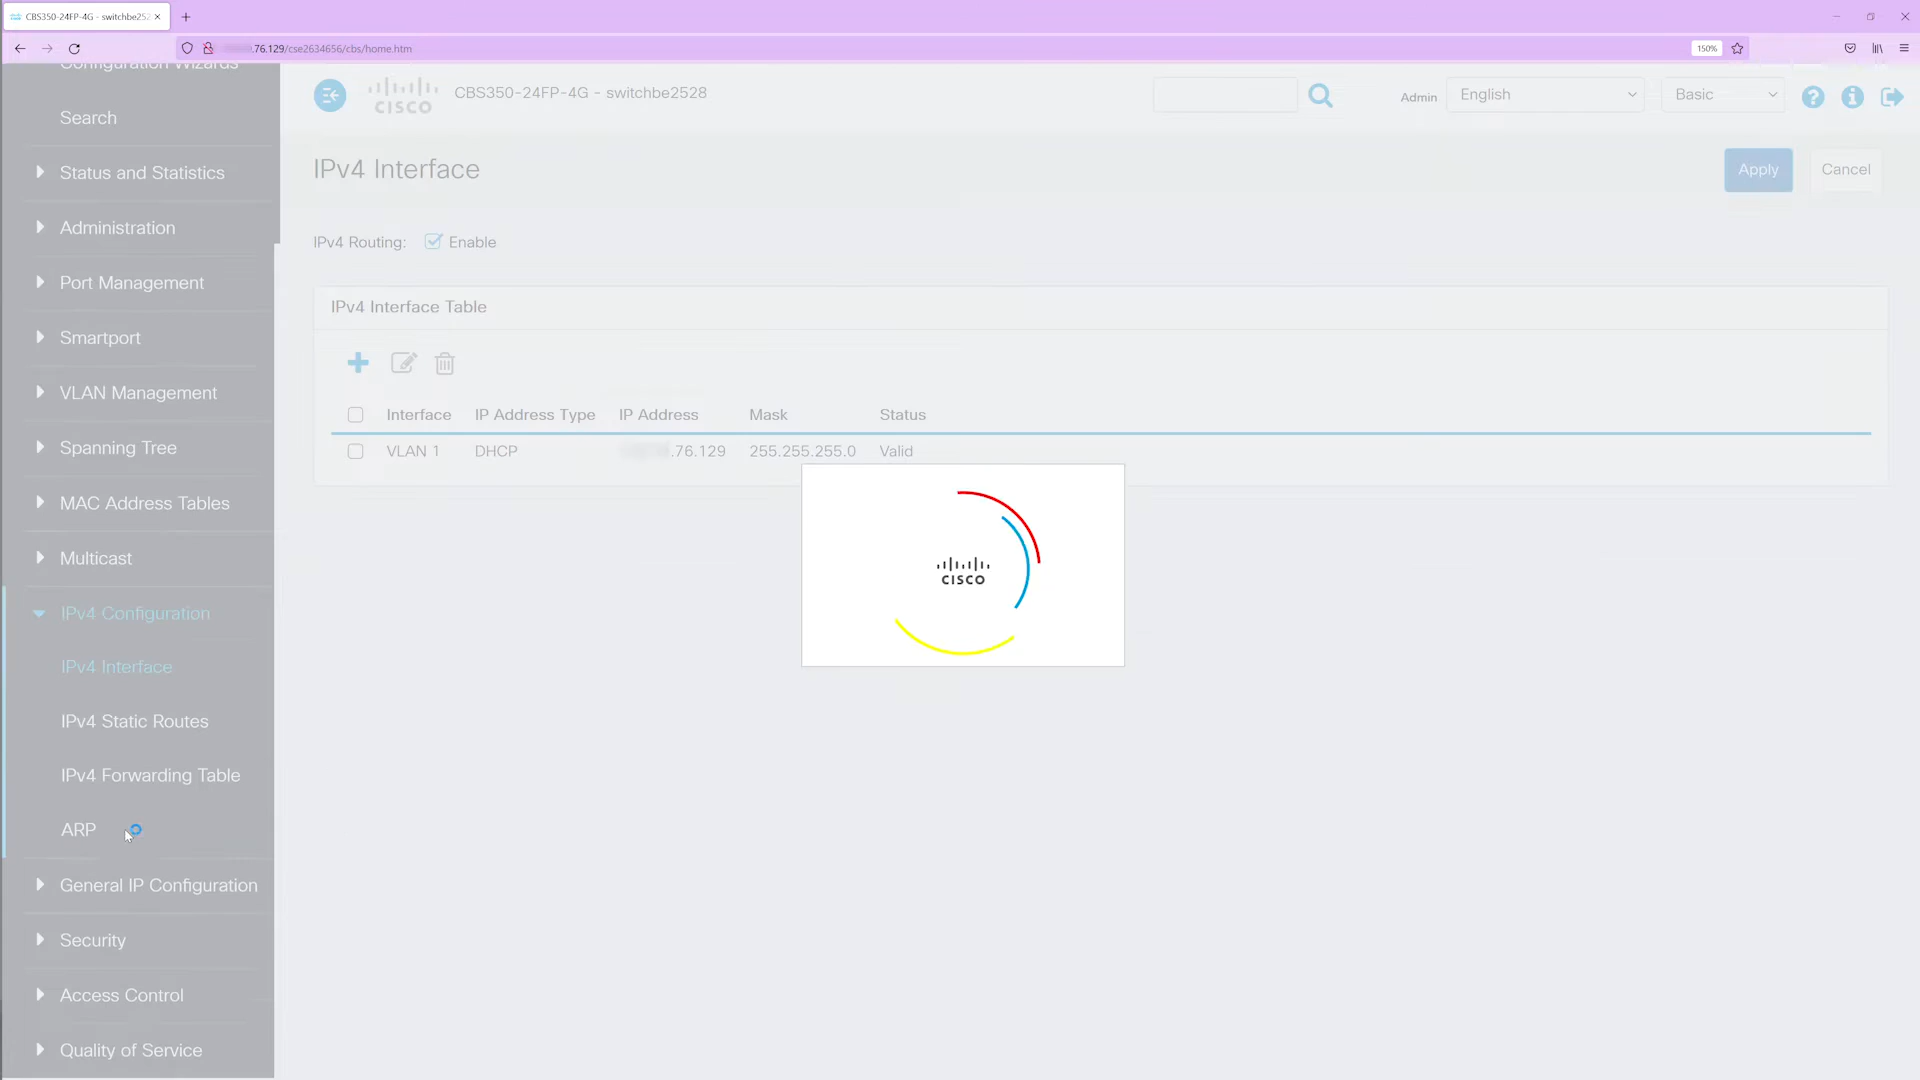 CBS350-24FP-4G - switchbe252
.76.129/cse2634656/cbs/home.htm
150%
Configuration Wizards
Search
Status and Statistics
Administration
Port Management
Smartport
VLAN Management
Spanning Tree
MAC Address Tables
Multicast
IPv4 Configuration
IPv4 Interface
IPv4 Static Routes
IPv4 Forwarding Table
ARP
General IP Configuration
Security
Access Control
Quality of Service
CISCO
CBS350-24FP-4G - switchbe2528
Admin
English
Basic
IPv4 Interface
Apply
Cancel
IPv4 Routing:
Enable
IPv4 Interface Table
Interface IP Address Type IP Address Mask Status
VLAN 1 DHCP .76.129 255.255.255.0 Valid
CISCO